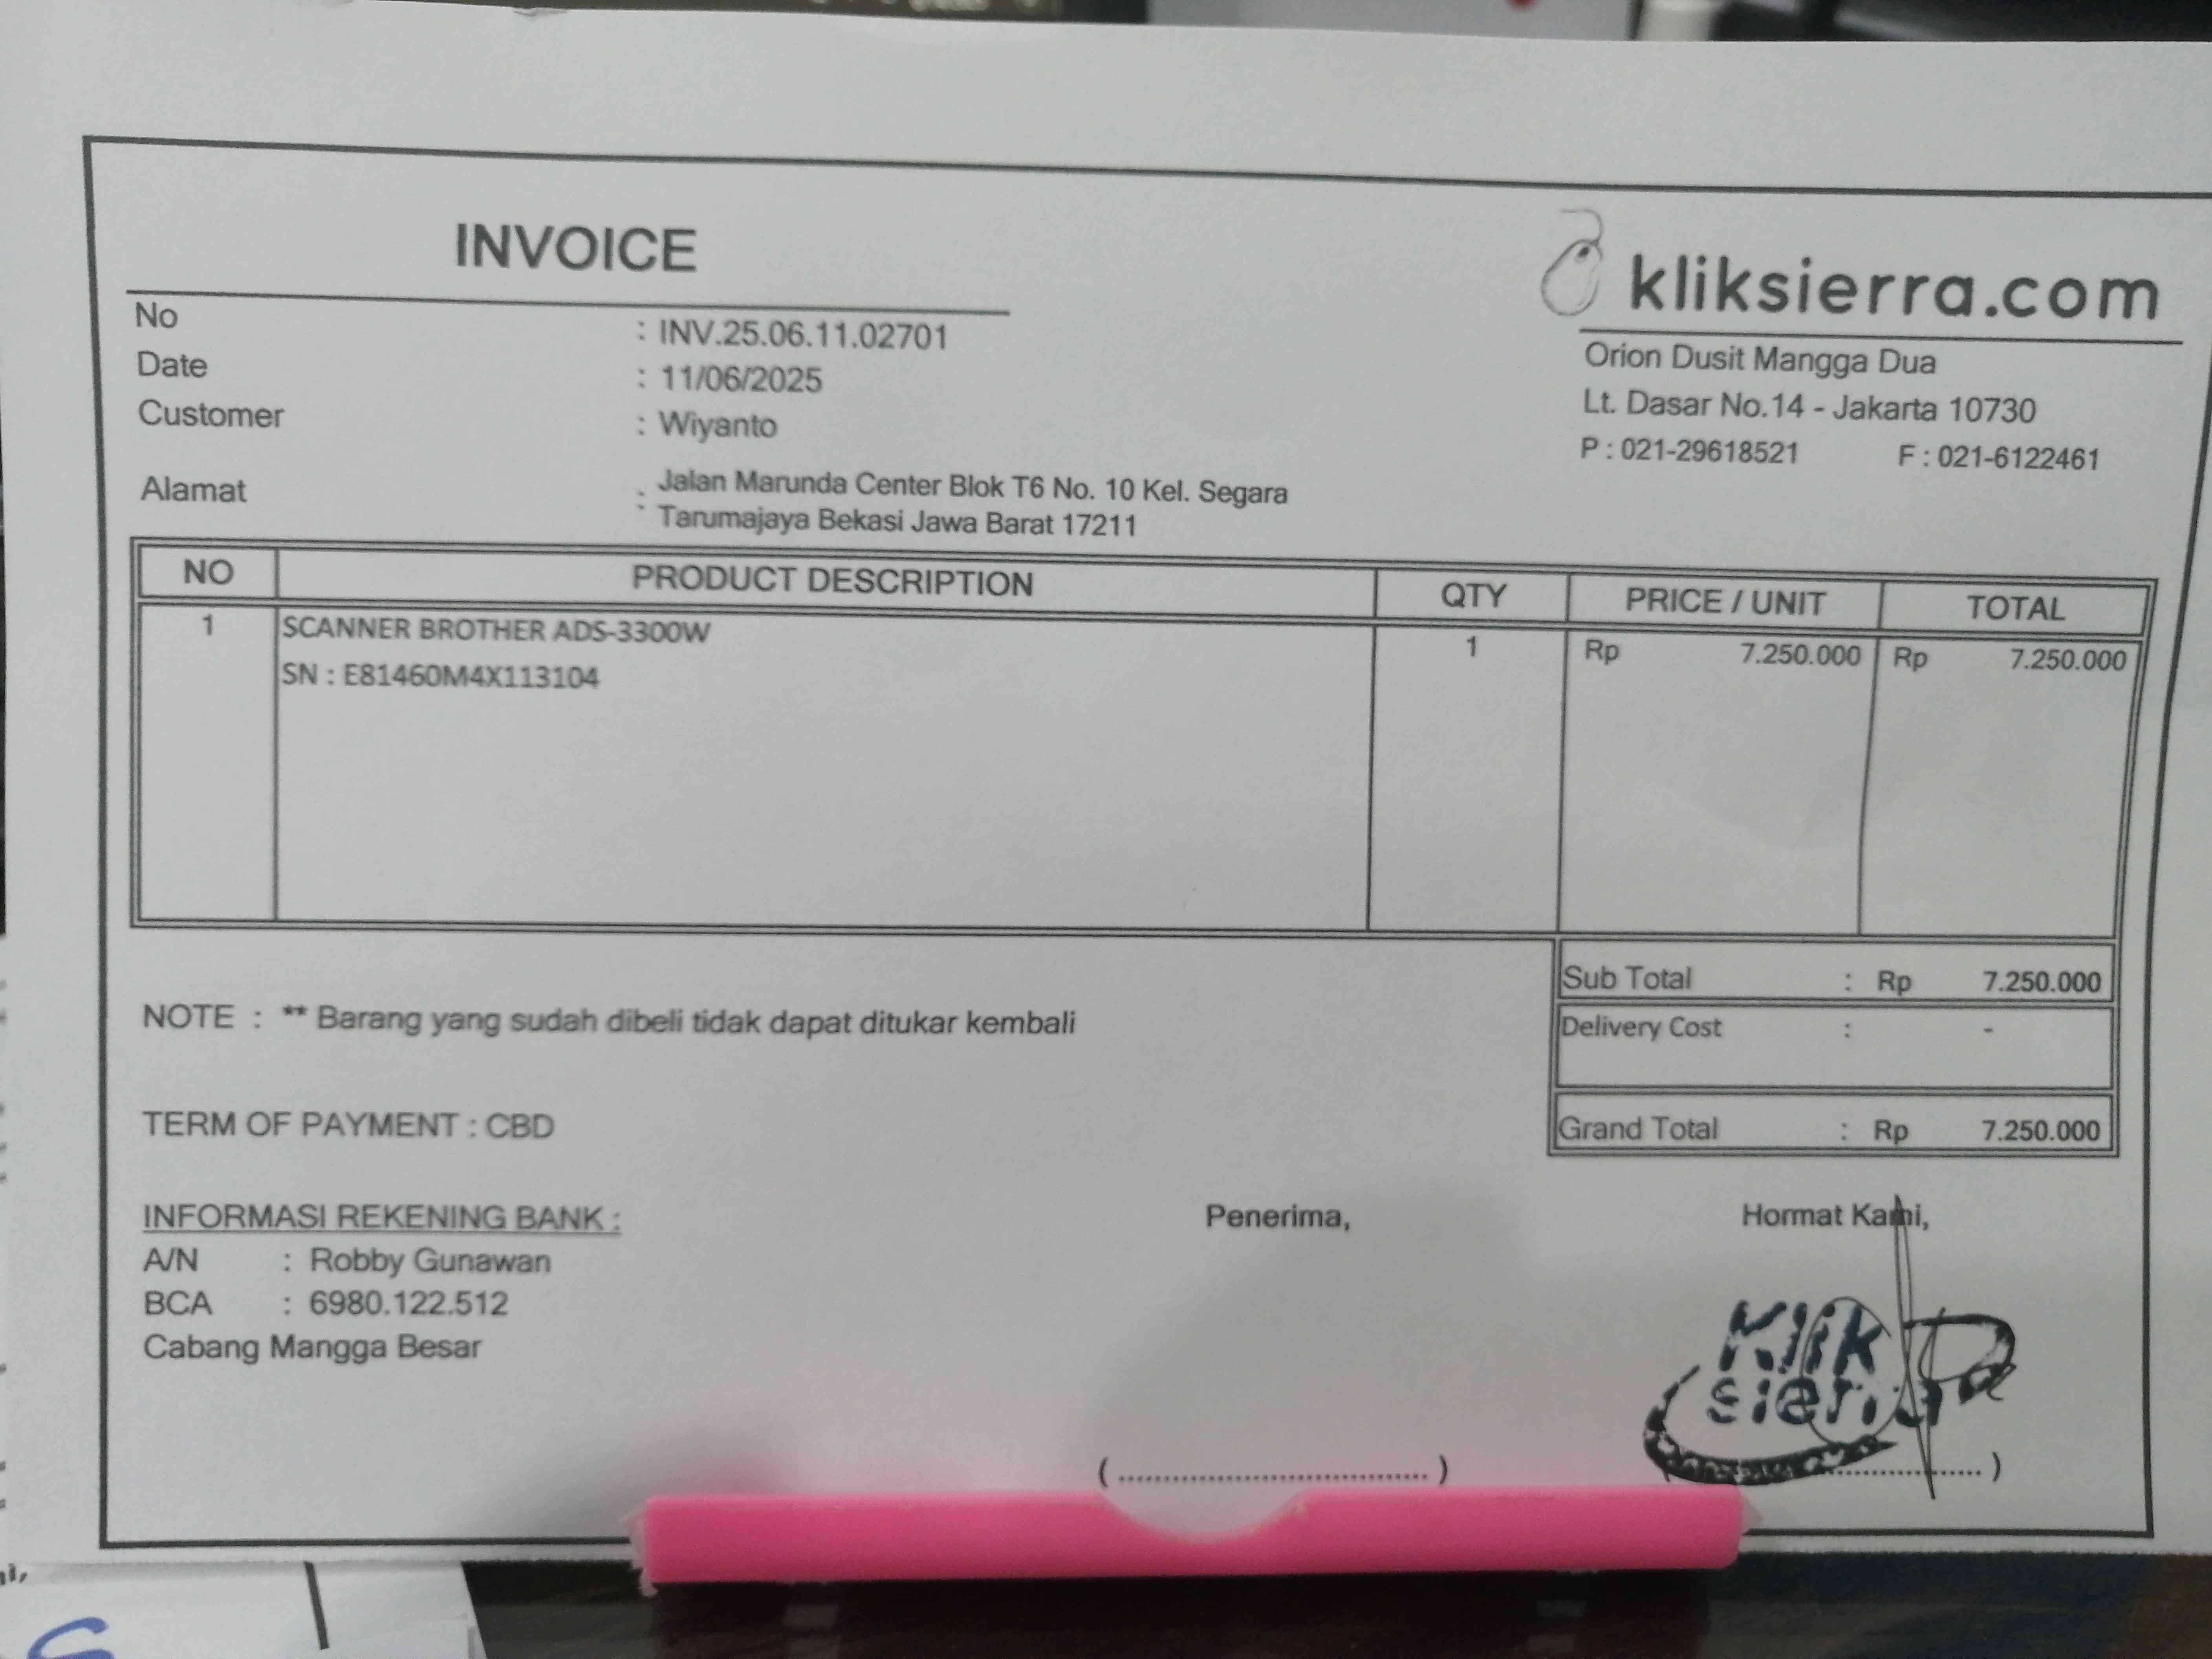 INVOICE
kliksierra.com
Orion Dusit Mangga Dua
Lt. Dasar No.14 - Jakarta 10730
P : 021-29618521 F : 021-6122461
No : INV.25.06.11.02701
Date : 11/06/2025
Customer : Wiyanto
Alamat : Jalan Marunda Center Blok T6 No. 10 Kel. Segara
Tarumajaya Bekasi Jawa Barat 17211
NO PRODUCT DESCRIPTION QTY PRICE / UNIT TOTAL
1 SCANNER BROTHER ADS-3300W 1 Rp 7.250.000 Rp 7.250.000
SN : E81460M4X113104
Sub Total : Rp 7.250.000
NOTE : ** Barang yang sudah dibeli tidak dapat ditukar kembali
Delivery Cost : -
TERM OF PAYMENT : CBD
Grand Total : Rp 7.250.000
INFORMASI REKENING BANK :
A/N : Robby Gunawan
BCA : 6980.122.512
Cabang Mangga Besar
Penerima,
Hormat Kami,
Klik
sierra
( .................................. )
( .................................. )